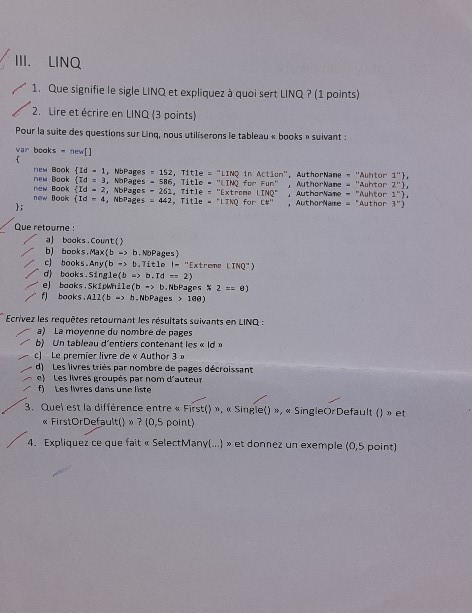 III. LINQ
1. Que signifie le sigle LINQ et expliquez à quoi sert LINQ ? (1 points)
2. Lire et écrire en LINQ (3 points)
Pour la suite des questions sur Linq, nous utiliserons le tableau « books » suivant :
var books = new[]
{
new Book {Id = 1, NbPages = 152, Title = "LINQ in Action", AuthorName = "Auhtor 1"},
new Book {Id = 3, NbPages = 586, Title = "LINQ for Fun" , AuthorName = "Auhtor 2"},
new Book {Id = 2, NbPages = 261, Title = "Extreme LINQ" , AuthorName = "Auhtor 1"},
new Book {Id = 4, NbPages = 442, Title = "LINQ for C#" , AuthorName = "Author 3"}
};
Que retourne :
a) books.Count()
b) books.Max(b => b.NbPages)
c) books.Any(b => b.Title != "Extreme LINQ")
d) books.Single(b => b.Id == 2)
e) books.SkipWhile(b => b.NbPages % 2 == 0)
f) books.All(b => b.NbPages > 100)
Ecrivez les requêtes retournant les résultats suivants en LINQ :
a) La moyenne du nombre de pages
b) Un tableau d'entiers contenant les « Id »
c) Le premier livre de « Author 3 »
d) Les livres triés par nombre de pages décroissant
e) Les livres groupés par nom d'auteur
f) Les livres dans une liste
3. Quel est la différence entre « First() », « Single() », « SingleOrDefault () » et
« FirstOrDefault() » ? (0,5 point)
4. Expliquez ce que fait « SelectMany(...) » et donnez un exemple (0,5 point)